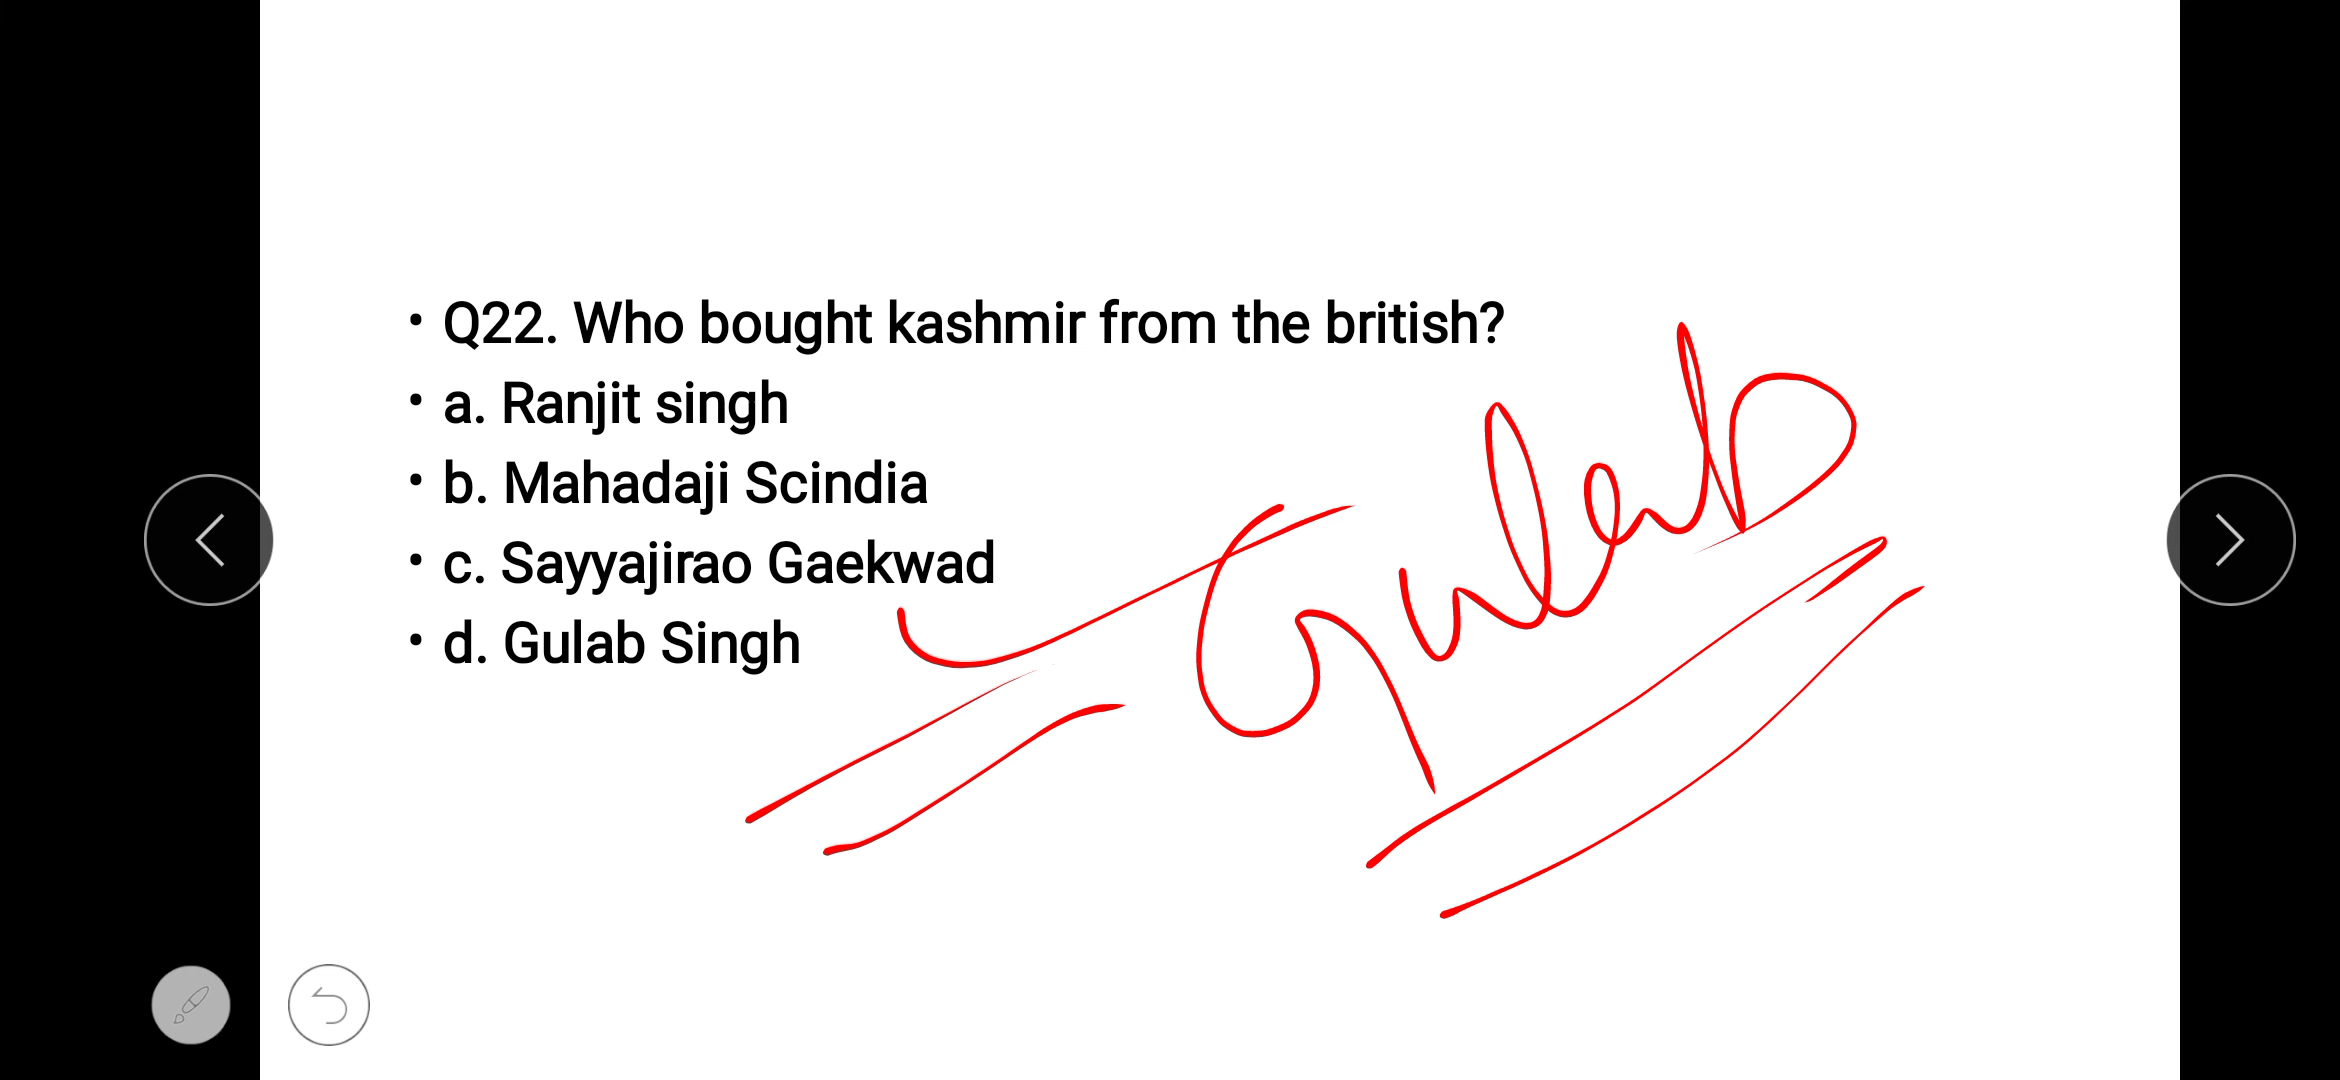 • Q22. Who bought kashmir from the british?
• a. Ranjit singh
• b. Mahadaji Scindia
• c. Sayyajirao Gaekwad
• d. Gulab Singh
Gulab